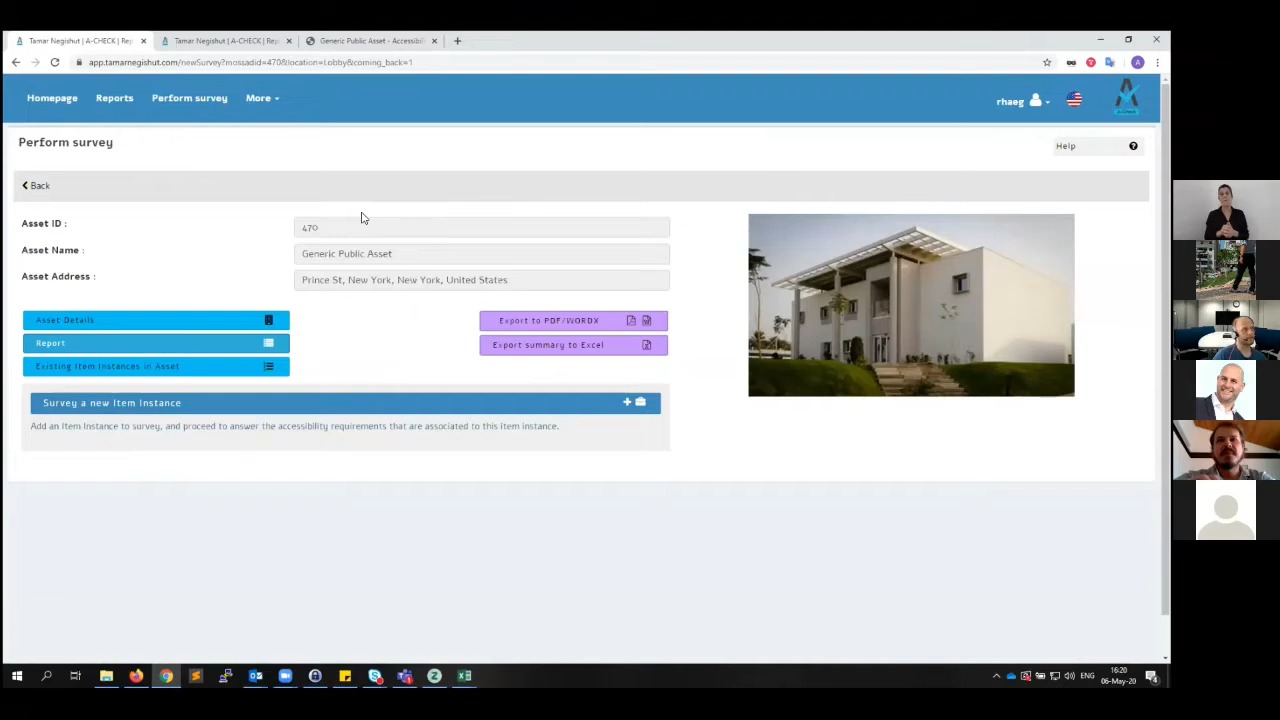 Tamar Negishut | A-CHECK | Rep
Tamar Negishut | A-CHECK | Rep
Generic Public Asset - Accessibili
app.tamarnegishut.com/newSurvey?mossadid=470&location=Lobby&coming_back=1
A
Homepage Reports Perform survey More
rhaeg
A-Check
Perform survey
Help
Back
Asset ID :
470
Asset Name :
Generic Public Asset
Asset Address :
Prince St, New York, New York, United States
Asset Details
Export to PDF/WORDX
Report
Export summary to Excel
Existing Item Instances in Asset
Survey a new Item Instance
Add an Item Instance to survey, and proceed to answer the accessibility requirements that are associated to this item instance.
ENG
16:20
06-May-20